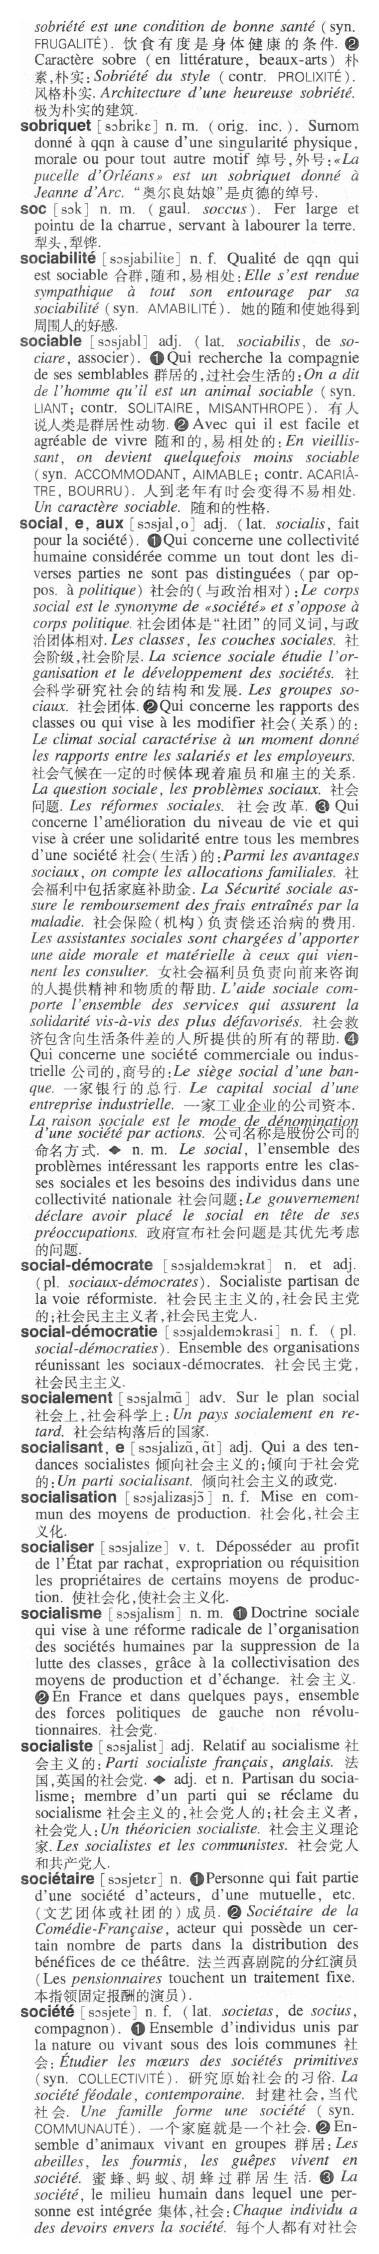 sobriété est une condition de bonne santé (syn.
FRUGALITÉ). 饮食有度是身体健康的条件. ❷
Caractère sobre (en littérature, beaux-arts) 朴
素,朴实: Sobriété du style (contr. PROLIXITÉ).
风格朴实. Architecture d'une heureuse sobriété.
极为朴实的建筑.
sobriquet [sɔbrikɛ] n. m. (orig. inc.). Surnom
donné à qqn à cause d'une singularité physique,
morale ou pour tout autre motif 绰号,外号:«La
pucelle d'Orléans» est un sobriquet donné à
Jeanne d'Arc. “奥尔良姑娘”是贞德的绰号.
soc [sɔk] n. m. (gaul. soccus). Fer large et
pointu de la charrue, servant à labourer la terre.
犁头,犁铧.
sociabilité [sɔsjabilite] n. f. Qualité de qqn qui
est sociable 合群,随和,易相处: Elle s'est rendue
sympathique à tout son entourage par sa
sociabilité (syn. AMABILITÉ). 她的随和使她得到
周围人的好感.
sociable [sɔsjabl] adj. (lat. sociabilis, de so-
ciare, associer). ❶Qui recherche la compagnie
de ses semblables 群居的,过社会生活的:On a dit
de l'homme qu'il est un animal sociable (syn.
LIANT; contr. SOLITAIRE, MISANTHROPE). 有人
说人类是群居性动物. ❷Avec qui il est facile et
agréable de vivre 随和的,易相处的: En vieillis-
sant, on devient quelquefois moins sociable
(syn. ACCOMMODANT, AIMABLE; contr. ACARIÂ-
TRE, BOURRU). 人到老年有时会变得不易相处.
Un caractère sociable. 随和的性格.
social, e, aux [sɔsjal,o] adj. (lat. socialis, fait
pour la société). ❶Qui concerne une collectivité
humaine considérée comme un tout dont les di-
verses parties ne sont pas distinguées (par op-
pos. à politique) 社会的(与政治相对):Le corps
social est le synonyme de «société» et s'oppose à
corps politique. 社会团体是“社团”的同义词,与政
治团体相对. Les classes, les couches sociales. 社
会阶级,社会阶层. La science sociale étudie l'or-
ganisation et le développement des sociétés. 社
会科学研究社会的结构和发展. Les groupes so-
ciaux. 社会团体. ❷Qui concerne les rapports des
classes ou qui vise à les modifier 社会(关系)的:
Le climat social caractérise à un moment donné
les rapports entre les salariés et les employeurs.
社会气候在一定的时候体现着雇员和雇主的关系.
La question sociale, les problèmes sociaux. 社会
问题. Les réformes sociales. 社会改革. ❸ Qui
concerne l'amélioration du niveau de vie et qui
vise à créer une solidarité entre tous les membres
d'une société 社会(生活)的:Parmi les avantages
sociaux, on compte les allocations familiales. 社
会福利中包括家庭补助金. La Sécurité sociale as-
sure le remboursement des frais entraînés par la
maladie. 社会保险(机构)负责偿还治病的费用.
Les assistantes sociales sont chargées d'apporter
une aide morale et matérielle à ceux qui vien-
nent les consulter. 女社会福利员负责向前来咨询
的人提供精神和物质的帮助. L'aide sociale com-
porte l'ensemble des services qui assurent la
solidarité vis-à-vis des plus défavorisés. 社会救
济包含向生活条件差的人所提供的所有的帮助. ❹
Qui concerne une société commerciale ou indus-
trielle 公司的,商号的: Le siège social d'une ban-
que. 一家银行的总行. Le capital social d'une
entreprise industrielle. 一家工业企业的公司资本.
La raison sociale est le mode de dénomination
d'une société par actions. 公司名称是股份公司的
命名方式. ◆ n. m. Le social, l'ensemble des
problèmes intéressant les rapports entre les clas-
ses sociales et les besoins des individus dans une
collectivité nationale 社会问题:Le gouvernement
déclare avoir placé le social en tête de ses
préoccupations. 政府宣布社会问题是其优先考虑
的问题.
social-démocrate [sɔsjaldemɔkrat] n. et adj.
(pl. sociaux-démocrates). Socialiste partisan de
la voie réformiste. 社会民主主义的,社会民主党
的;社会民主主义者,社会民主党人.
social-démocratie [sɔsjaldemɔkrasi] n. f. (pl.
social-démocraties). Ensemble des organisations
réunissant les sociaux-démocrates. 社会民主党,
社会民主主义.
socialement [sɔsjalmɑ̃] adv. Sur le plan social
社会上,社会科学上: Un pays socialement en re-
tard. 社会结构落后的国家.
socialisant, e [sɔsjalizɑ̃, ɑ̃t] adj. Qui a des ten-
dances socialistes 倾向社会主义的;倾向于社会党
的:Un parti socialisant. 倾向社会主义的政党.
socialisation [sɔsjalizasjɔ̃] n. f. Mise en com-
mun des moyens de production. 社会化,社会主
义化.
socialiser [sɔsjalize] v. t. Déposséder au profit
de l'État par rachat, expropriation ou réquisition
les propriétaires de certains moyens de produc-
tion. 使社会化,使社会主义化.
socialisme [sɔsjalism] n. m. ❶Doctrine sociale
qui vise à une réforme radicale de l'organisation
des sociétés humaines par la suppression de la
lutte des classes, grâce à la collectivisation des
moyens de production et d'échange. 社会主义.
❷En France et dans quelques pays, ensemble
des forces politiques de gauche non révolu-
tionnaires. 社会党.
socialiste [sɔsjalist] adj. Relatif au socialisme 社
会主义的: Parti socialiste français, anglais. 法
国,英国的社会党. ◆ adj. et n. Partisan du socia-
lisme; membre d'un parti qui se réclame du
socialisme 社会主义的,社会党人的;社会主义者,
社会党人:Un théoricien socialiste. 社会主义理论
家. Les socialistes et les communistes. 社会党人
和共产党人.
sociétaire [sɔsjetɛr] n. ❶Personne qui fait partie
d'une société d'acteurs, d'une mutuelle, etc.
(文艺团体或社团的)成员. ❷ Sociétaire de la
Comédie-Française, acteur qui possède un cer-
tain nombre de parts dans la distribution des
bénéfices de ce théâtre. 法兰西喜剧院的分红演员
(Les pensionnaires touchent un traitement fixe.
本指领固定报酬的演员).
société [sɔsjete] n. f. (lat. societas, de socius,
compagnon). ❶ Ensemble d'individus unis par
la nature ou vivant sous des lois communes 社
会: Étudier les mœurs des sociétés primitives
(syn. COLLECTIVITÉ). 研究原始社会的习俗. La
société féodale, contemporaine. 封建社会,当代
社会. Une famille forme une société (syn.
COMMUNAUTÉ). 一个家庭就是一个社会. ❷En-
semble d'animaux vivant en groupes 群居: Les
abeilles, les fourmis, les guêpes vivent en
société. 蜜蜂、蚂蚁、胡蜂过群居生活. ❸ La
société, le milieu humain dans lequel une per-
sonne est intégrée 集体,社会: Chaque individu a
des devoirs envers la société. 每个人都有对社会